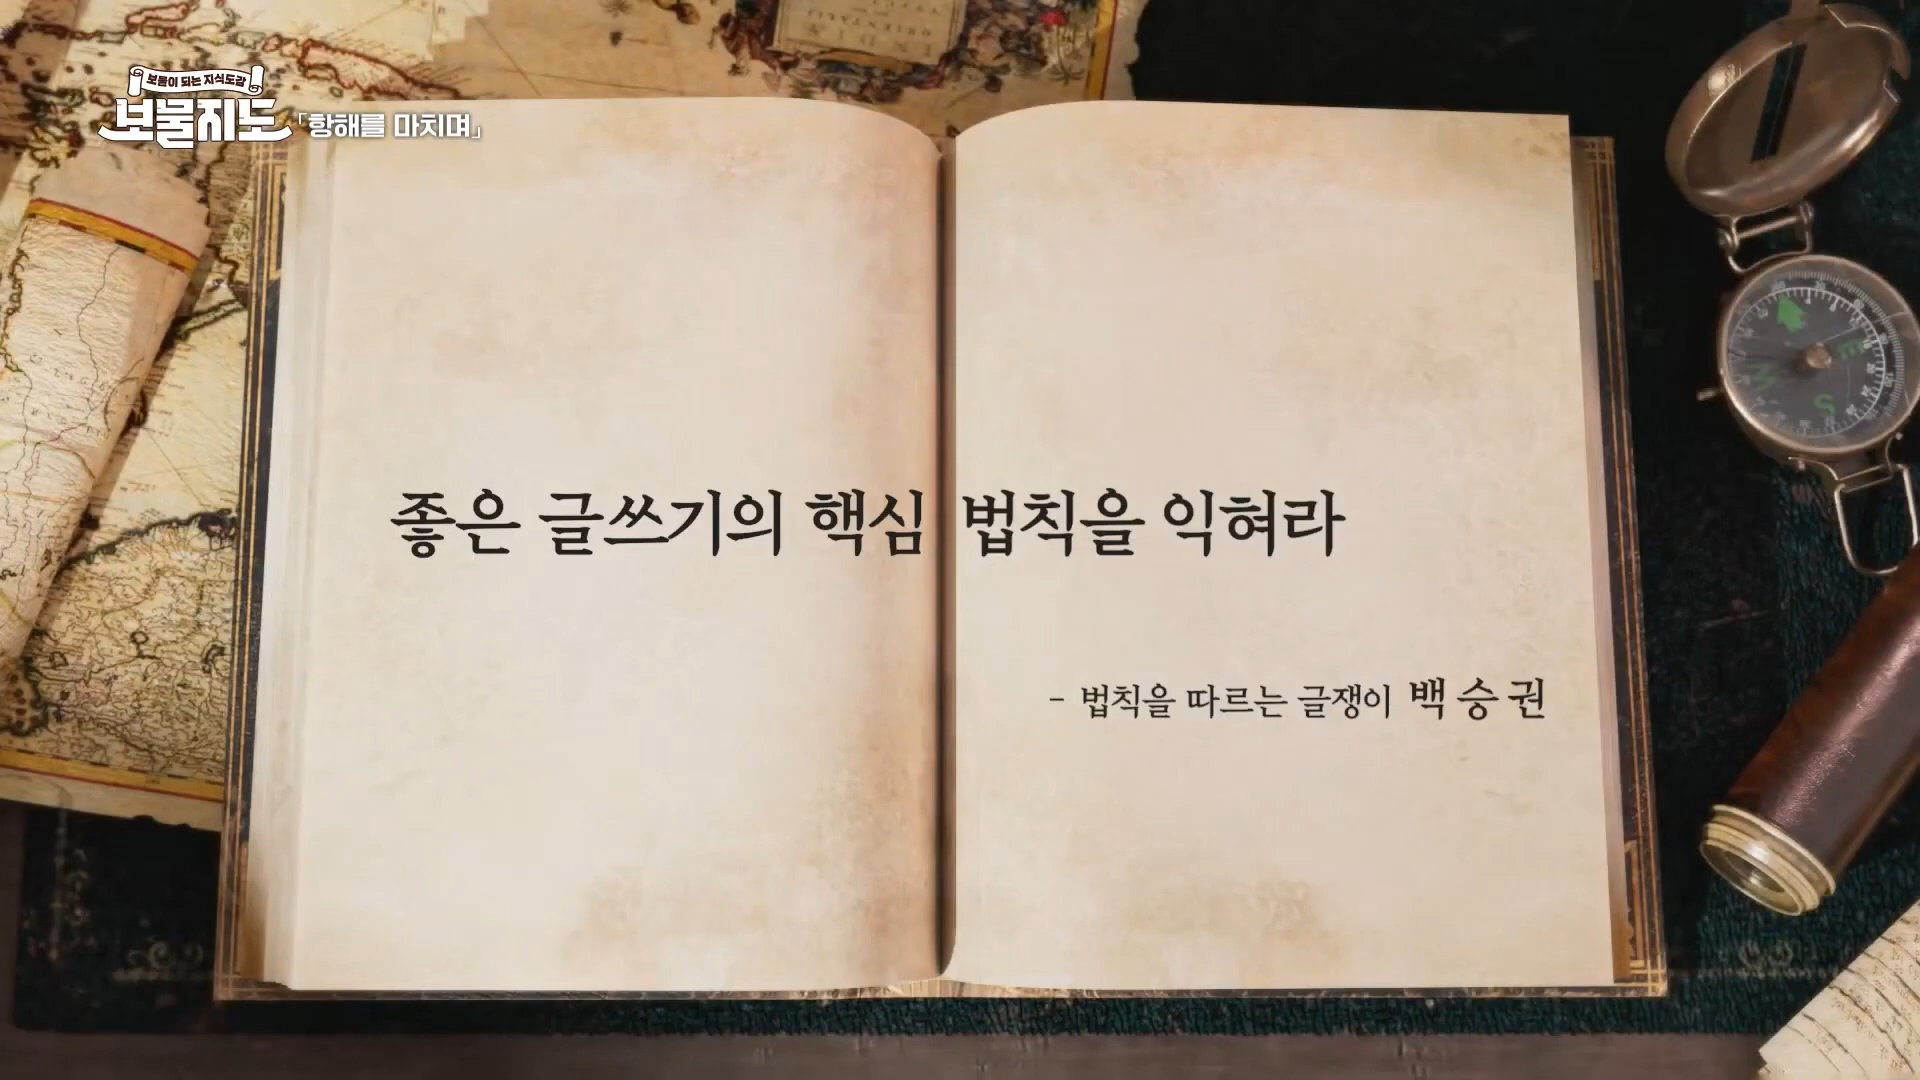 보물이 되는 지식도감
보물지도 「항해를 마치며」
좋은 글쓰기의 핵심 법칙을 익혀라
- 법칙을 따르는 글쟁이 백승권